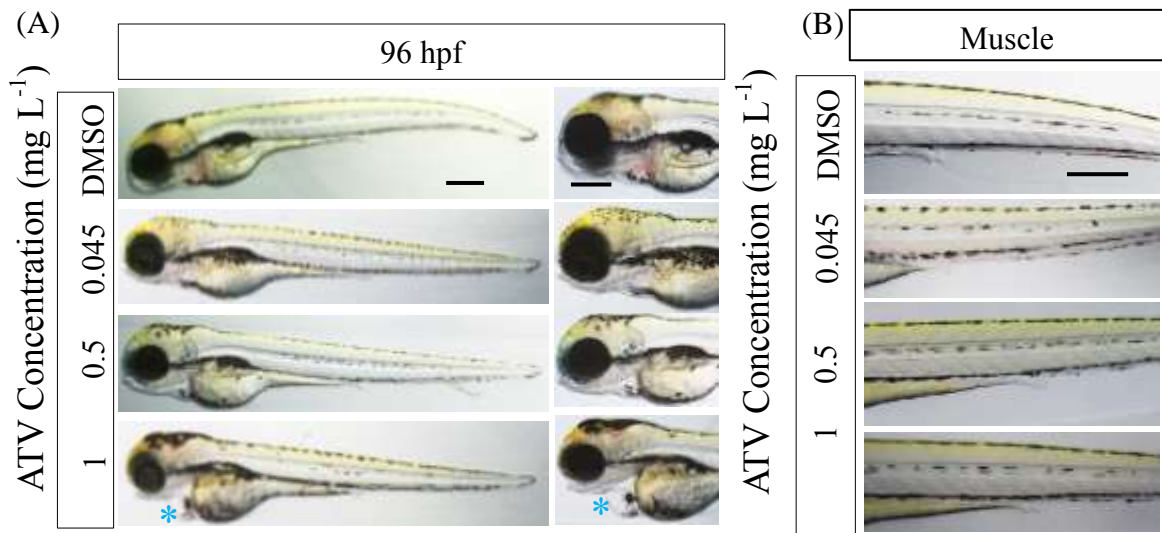 (A)
96 hpf
ATV Concentration (mg L⁻¹)
DMSO
0.045
0.5
1
*
*
(B)
Muscle
ATV Concentration (mg L⁻¹)
DMSO
0.045
0.5
1